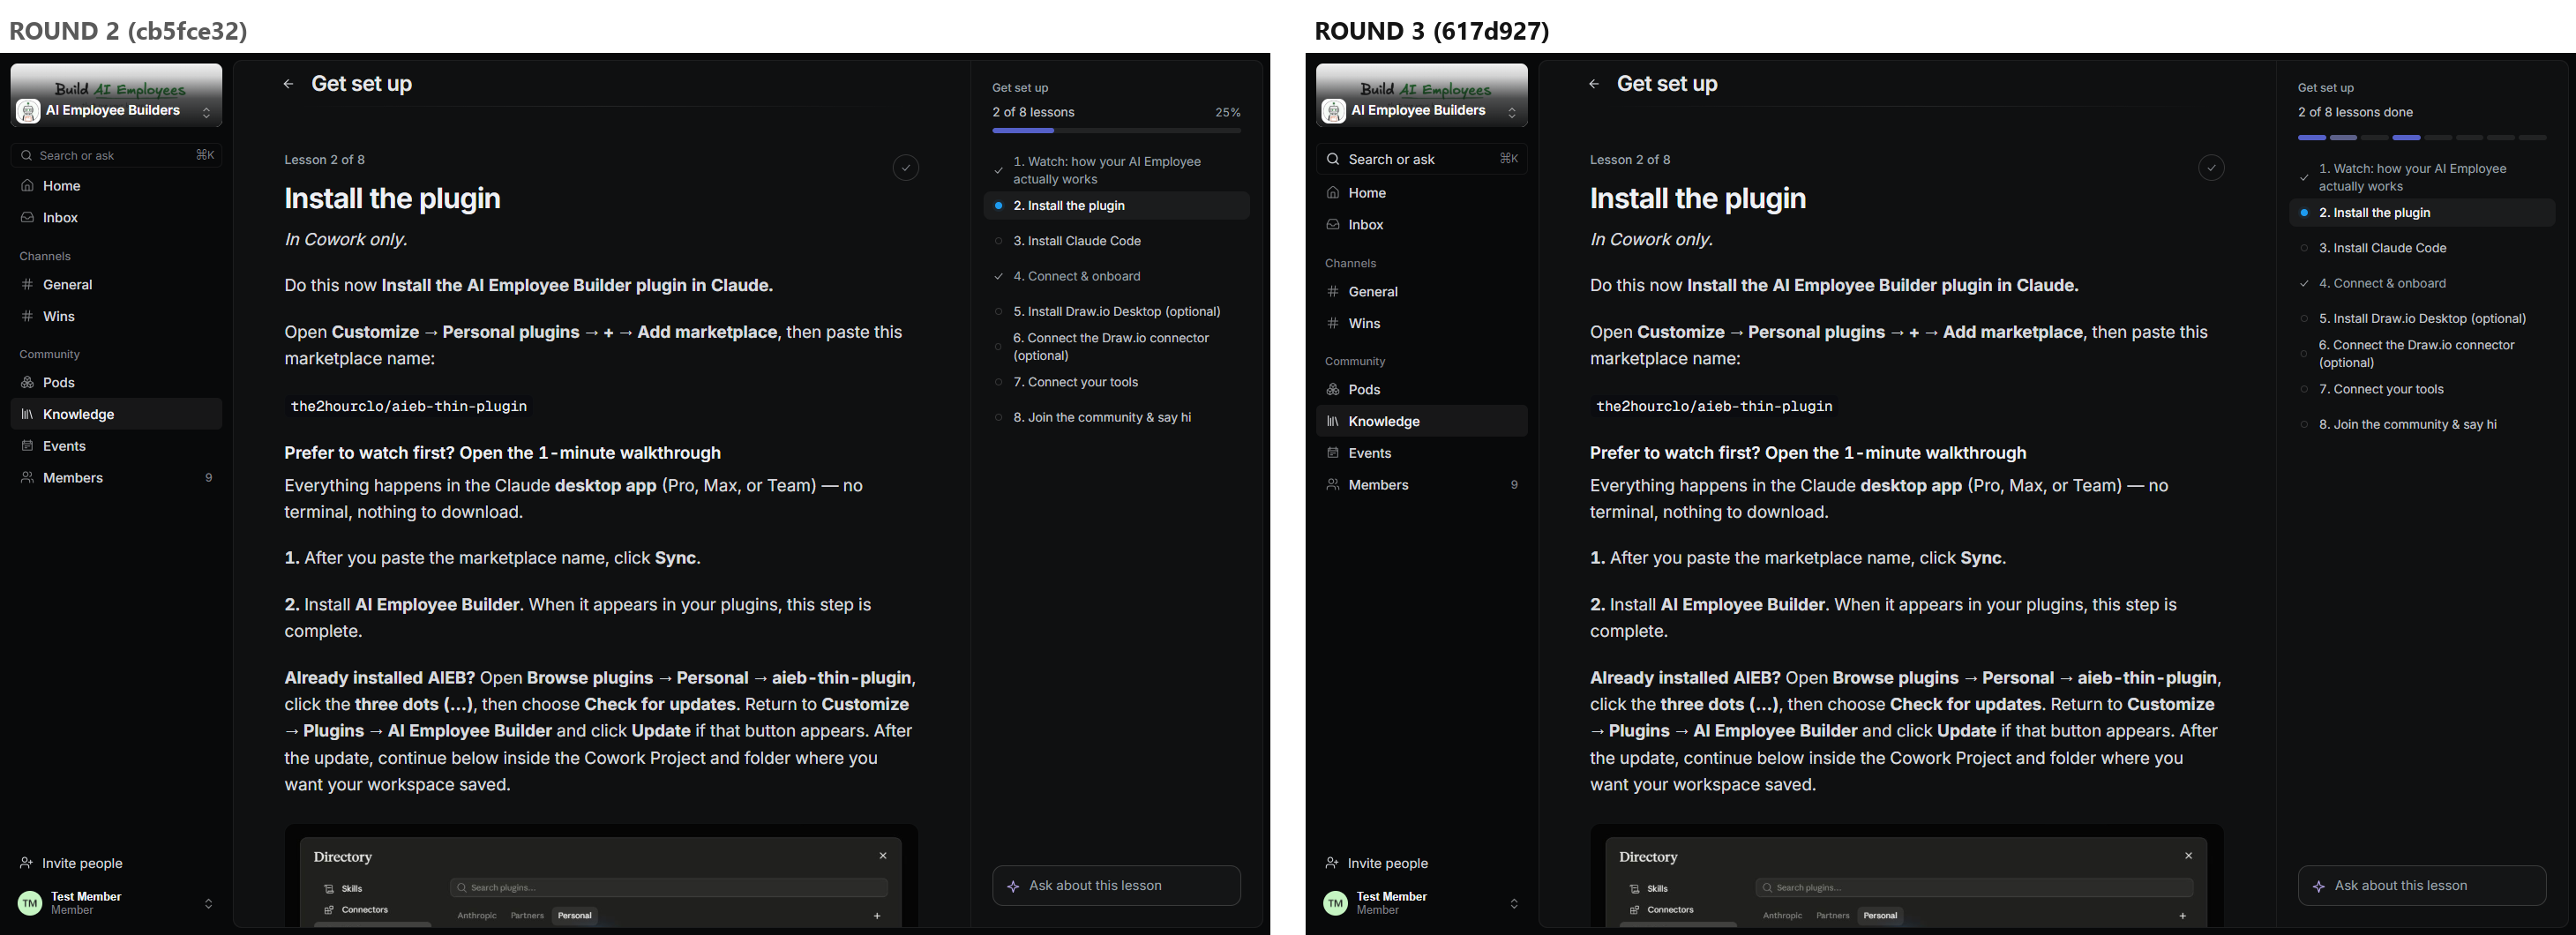 ROUND 2 (cb5fce32)
Build AI Employees
AI Employee Builders
Search or ask ⌘K
Home
Inbox
Channels
# General
# Wins
Community
Pods
Knowledge
Events
Members 9
Invite people
TM
Test Member
Member
← Get set up
Lesson 2 of 8
Install the plugin
In Cowork only.
Do this now Install the AI Employee Builder plugin in Claude.
Open Customize → Personal plugins → + → Add marketplace, then paste this
marketplace name:
the2hourclo/aieb-thin-plugin
Prefer to watch first? Open the 1-minute walkthrough
Everything happens in the Claude desktop app (Pro, Max, or Team) — no
terminal, nothing to download.
1. After you paste the marketplace name, click Sync.
2. Install AI Employee Builder. When it appears in your plugins, this step is
complete.
Already installed AIEB? Open Browse plugins → Personal → aieb-thin-plugin,
click the three dots (…), then choose Check for updates. Return to Customize
→ Plugins → AI Employee Builder and click Update if that button appears. After
the update, continue below inside the Cowork Project and folder where you
want your workspace saved.
Directory
Skills
Connectors
Search plugins...
Anthropic Partners Personal +
Get set up
2 of 8 lessons 25%
1. Watch: how your AI Employee
actually works
2. Install the plugin
3. Install Claude Code
4. Connect & onboard
5. Install Draw.io Desktop (optional)
6. Connect the Draw.io connector
(optional)
7. Connect your tools
8. Join the community & say hi
Ask about this lesson
ROUND 3 (617d927)
Build AI Employees
AI Employee Builders
Search or ask ⌘K
Home
Inbox
Channels
# General
# Wins
Community
Pods
Knowledge
Events
Members 9
Invite people
TM
Test Member
Member
← Get set up
Lesson 2 of 8
Install the plugin
In Cowork only.
Do this now Install the AI Employee Builder plugin in Claude.
Open Customize → Personal plugins → + → Add marketplace, then paste this
marketplace name:
the2hourclo/aieb-thin-plugin
Prefer to watch first? Open the 1-minute walkthrough
Everything happens in the Claude desktop app (Pro, Max, or Team) — no
terminal, nothing to download.
1. After you paste the marketplace name, click Sync.
2. Install AI Employee Builder. When it appears in your plugins, this step is
complete.
Already installed AIEB? Open Browse plugins → Personal → aieb-thin-plugin,
click the three dots (…), then choose Check for updates. Return to Customize
→ Plugins → AI Employee Builder and click Update if that button appears. After
the update, continue below inside the Cowork Project and folder where you
want your workspace saved.
Directory
Skills
Connectors
Search plugins...
Anthropic Partners Personal +
Get set up
2 of 8 lessons done
1. Watch: how your AI Employee
actually works
2. Install the plugin
3. Install Claude Code
4. Connect & onboard
5. Install Draw.io Desktop (optional)
6. Connect the Draw.io connector
(optional)
7. Connect your tools
8. Join the community & say hi
Ask about this lesson